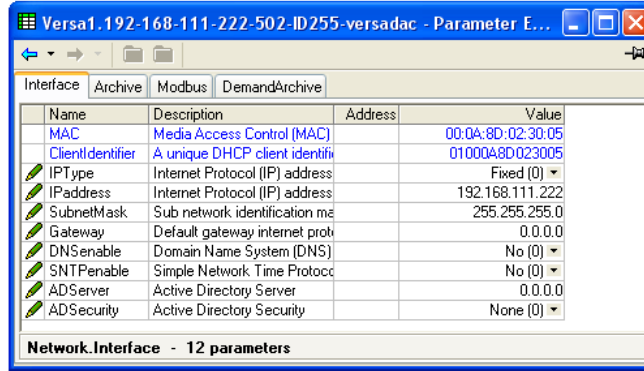 Versa1.192-168-111-222-502-ID255-versadac - Parameter E...
Interface Archive Modbus DemandArchive
Name Description Address Value
MAC Media Access Control (MAC) 00:0A:8D:02:30:05
ClientIdentifier A unique DHCP client identifi 01000A8D023005
IPType Internet Protocol (IP) address Fixed (0)
IPaddress Internet Protocol (IP) address 192.168.111.222
SubnetMask Sub network identification ma 255.255.255.0
Gateway Default gateway internet proto 0.0.0.0
DNSenable Domain Name System (DNS) No (0)
SNTPenable Simple Network Time Protoco No (0)
ADServer Active Directory Server 0.0.0.0
ADSecurity Active Directory Security None (0)
Network.Interface - 12 parameters